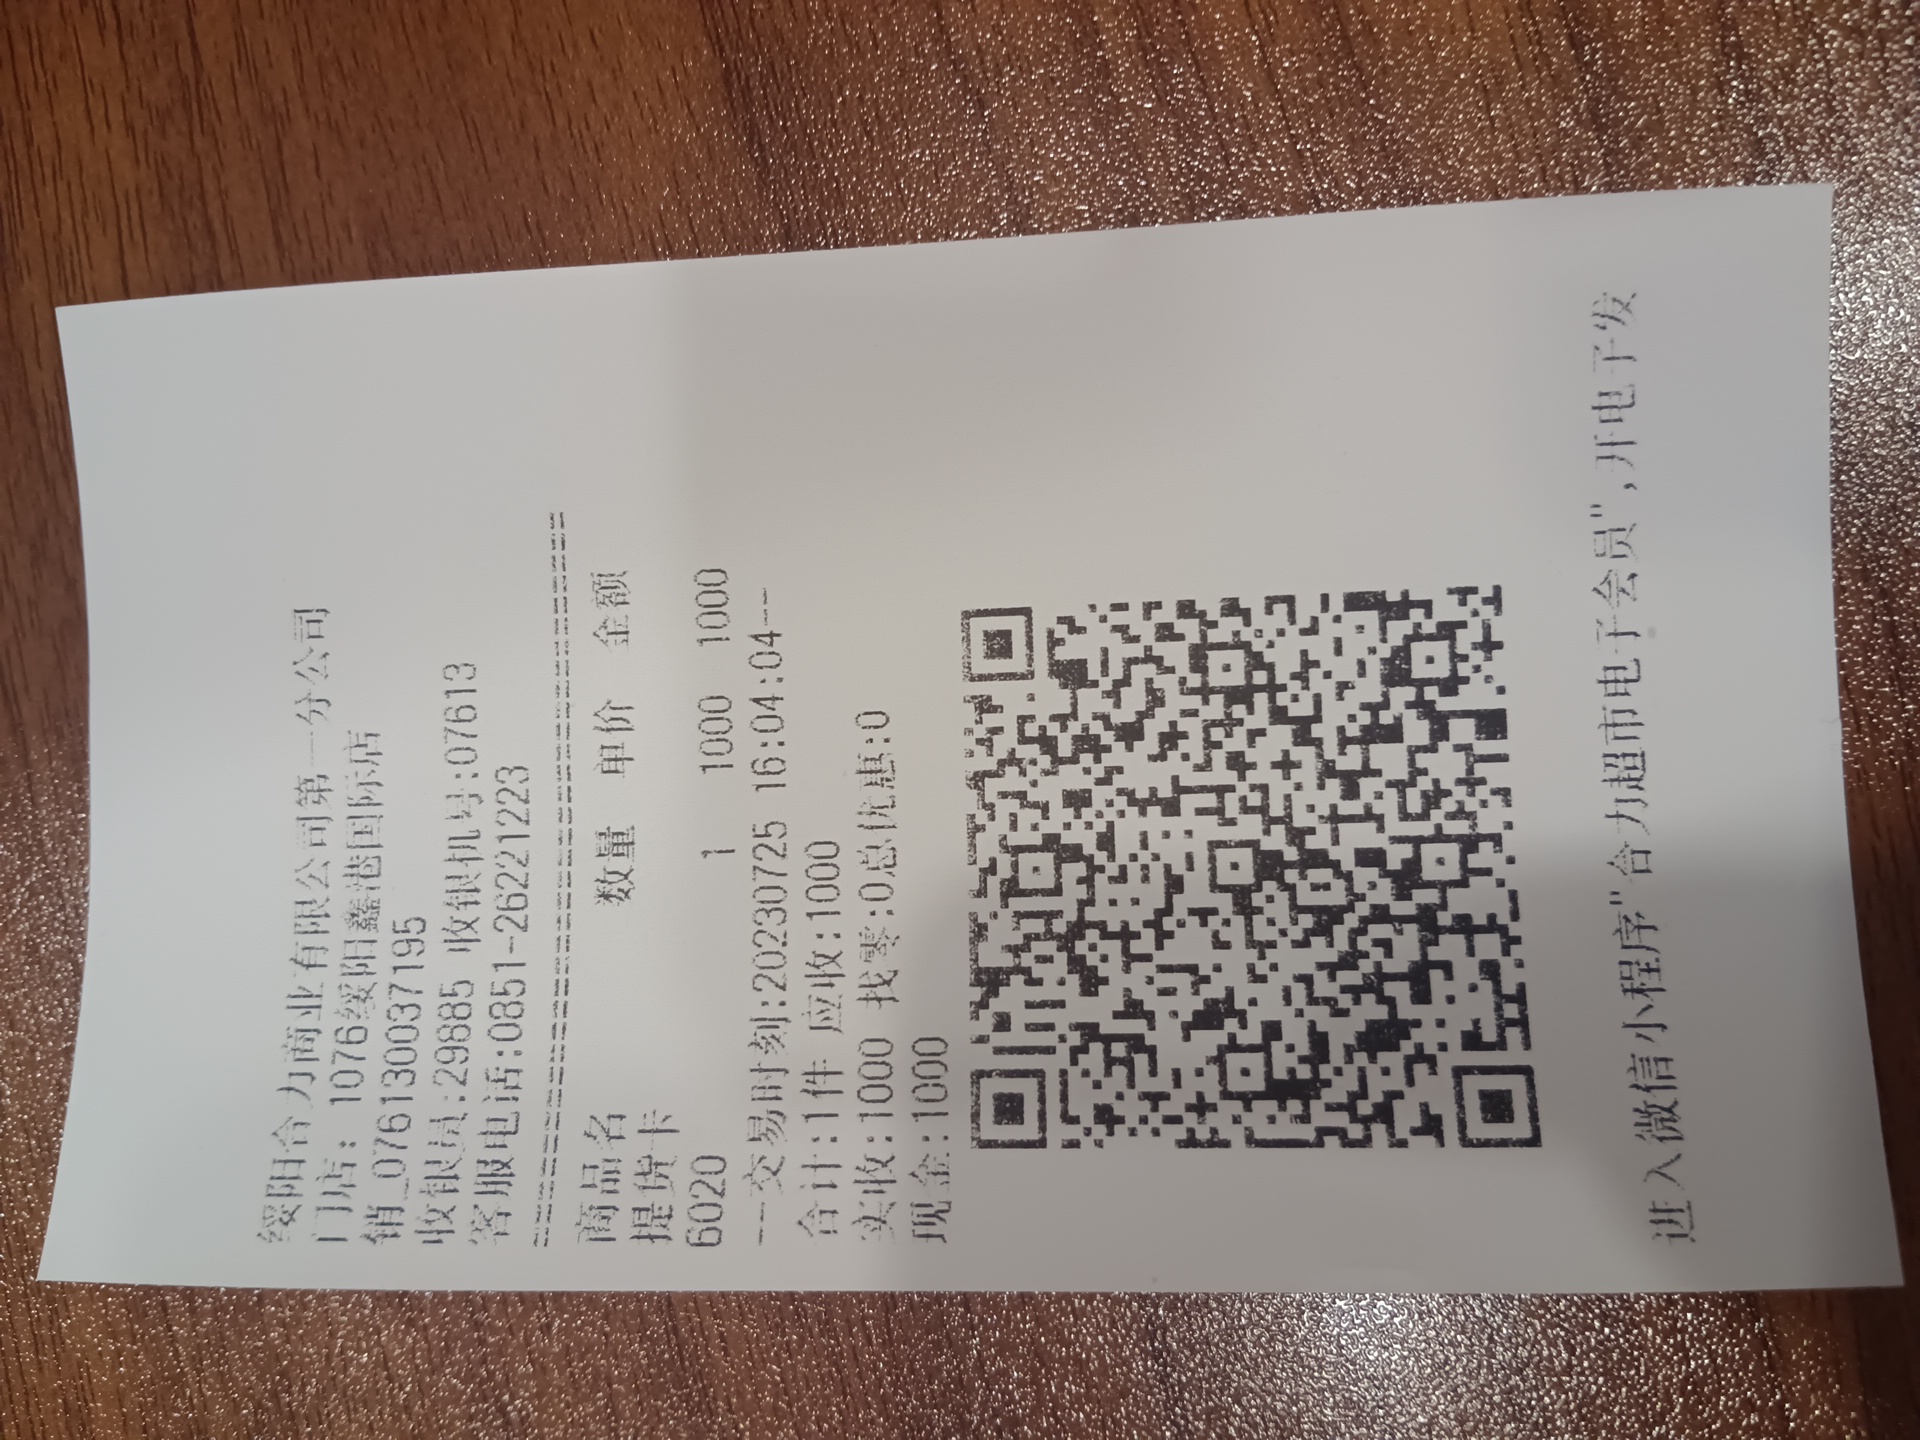 绥阳合力商业有限公司第一分公司
门店: 1076绥阳鑫港国际店
销_076130037195
收银员:29885 收银机号:07613
客服电话:0851-26221223
商品名 数量 单价 金额
提货卡
6020 1 1000 1000
--交易时刻:20230725 16:04:04--
合计:1件 应收:1000
实收:1000 找零:0总优惠:0
现金:1000
进入微信小程序"合力超市电子会员",开电子发